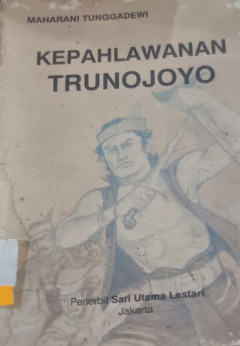 MAHARANI TUNGGADEWI
KEPAHLAWANAN
TRUNOJOYO
Penerbit Sari Utama Lestari
Jakarta